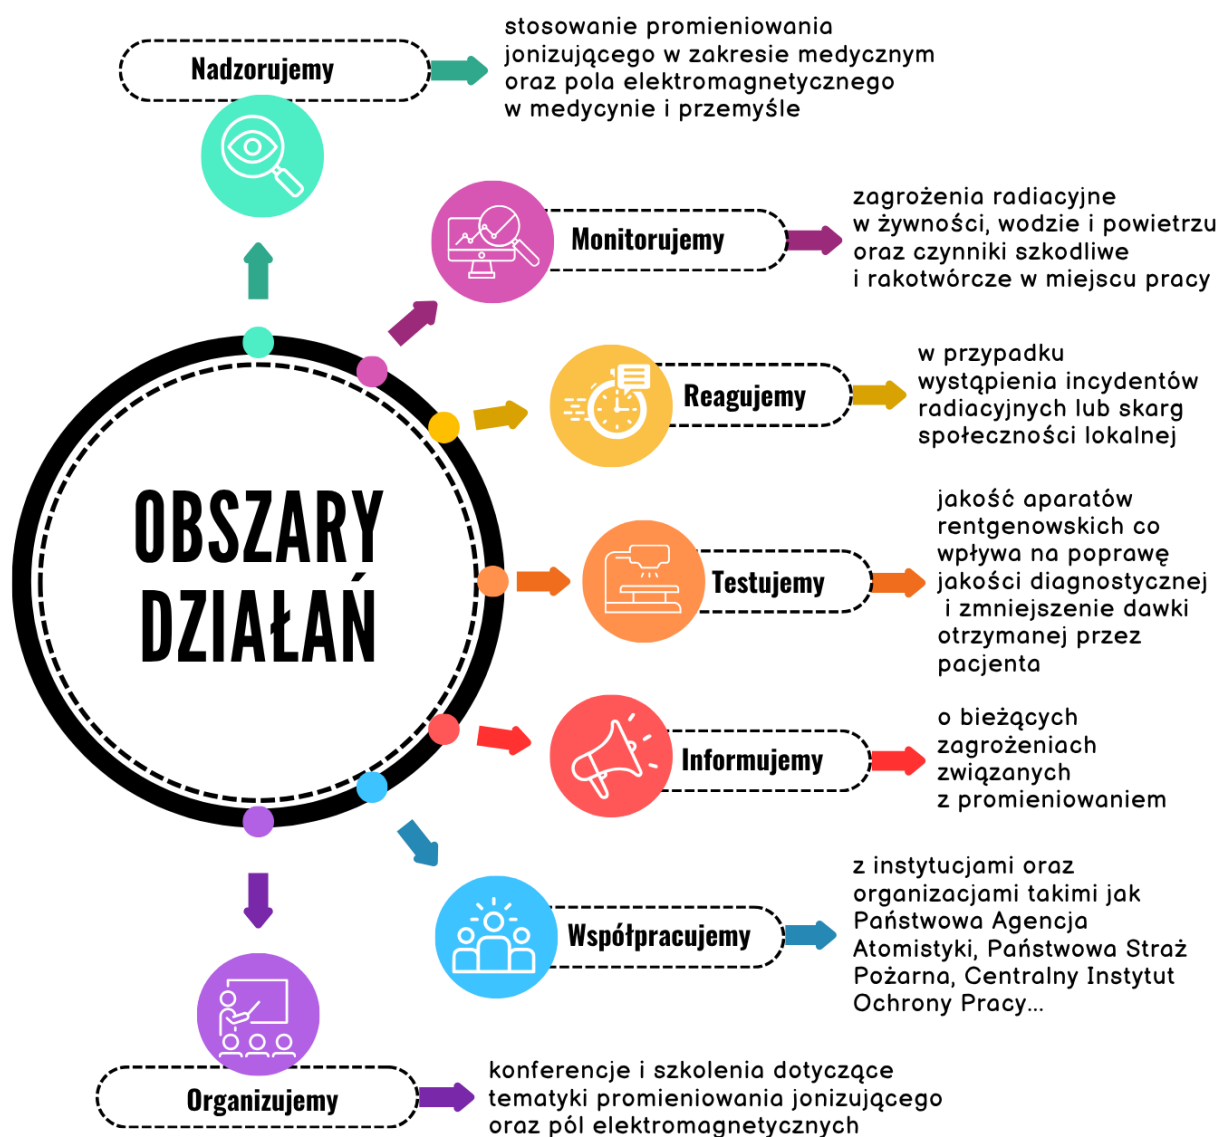 Nadzorujemy
stosowanie promieniowania
jonizującego w zakresie medycznym
oraz pola elektromagnetycznego
w medycynie i przemyśle
Monitorujemy
zagrożenia radiacyjne
w żywności, wodzie i powietrzu
oraz czynniki szkodliwe
i rakotwórcze w miejscu pracy
Reagujemy
w przypadku
wystąpienia incydentów
radiacyjnych lub skarg
społeczności lokalnej
OBSZARY
DZIAŁAŃ
Testujemy
jakość aparatów
rentgenowskich co
wpływa na poprawę
jakości diagnostycznej
i zmniejszenie dawki
otrzymanej przez
pacjenta
Informujemy
o bieżących
zagrożeniach
związanych
z promieniowaniem
Współpracujemy
z instytucjami oraz
organizacjami takimi jak
Państwowa Agencja
Atomistyki, Państwowa Straż
Pożarna, Centralny Instytut
Ochrony Pracy...
Organizujemy
konferencje i szkolenia dotyczące
tematyki promieniowania jonizującego
oraz pól elektromagnetycznych